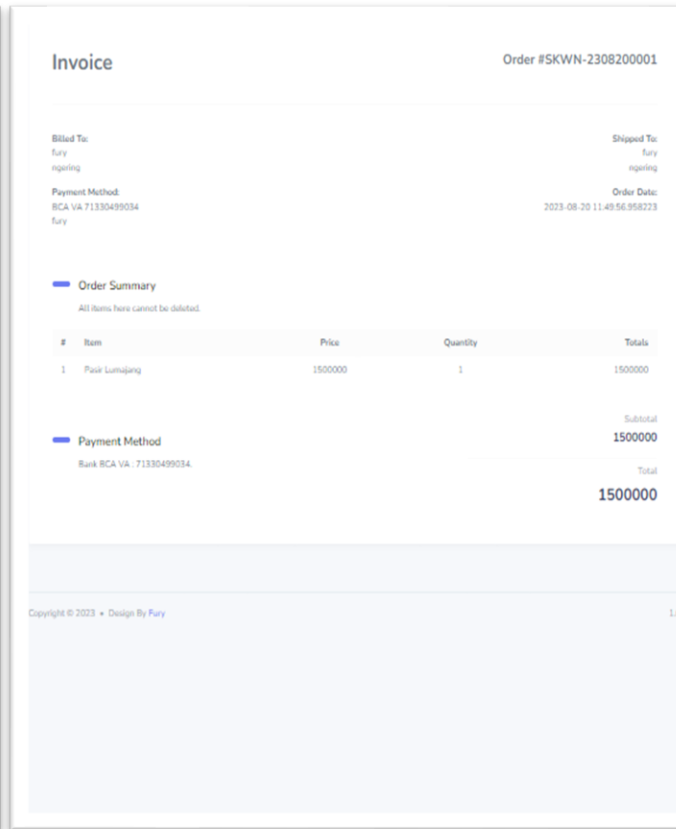 Invoice
Order #SKWN-2308200001
Billed To:
fury
ngering
Shipped To:
fury
ngering
Payment Method:
BCA VA 71330499034
fury
Order Date:
2023-08-20 11:49:56.958223
Order Summary
All items here cannot be deleted.
# Item Price Quantity Totals
1 Pasir Lumajang 1500000 1 1500000
Payment Method
Bank BCA VA : 71330499034.
Subtotal
1500000
Total
1500000
Copyright © 2023 • Design By Fury